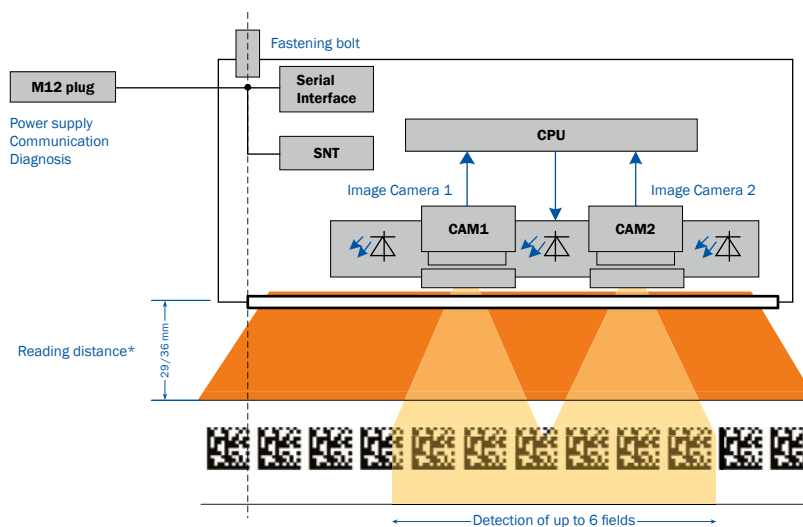 Fastening bolt
M12 plug
Power supply
Communication
Diagnosis
Serial
Interface
SNT
CPU
Image Camera 1
Image Camera 2
CAM1
CAM2
Reading distance*
29/36 mm
Detection of up to 6 fields